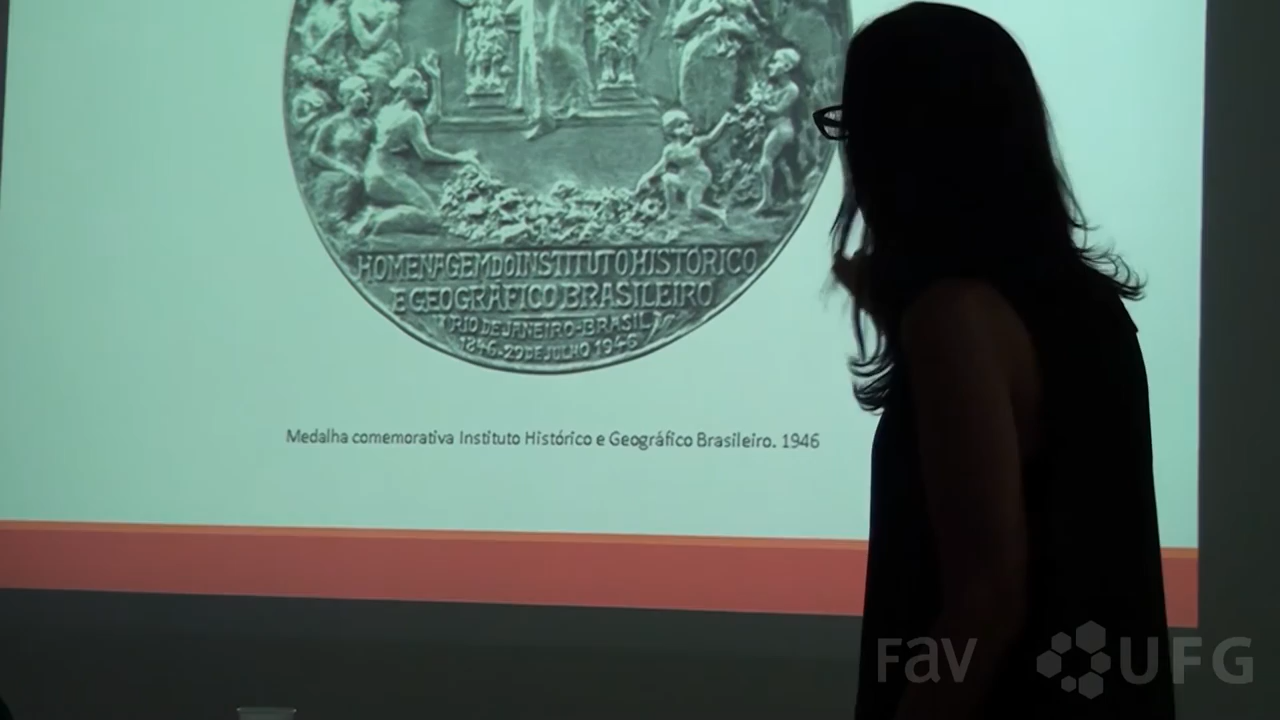 HOMENAGEM DO INSTITUTO HISTÓRICO
E GEOGRÁFICO BRASILEIRO
RIO DE JANEIRO-BRASIL
1846-29 DE JULHO 1946
Medalha comemorativa Instituto Histórico e Geográfico Brasileiro. 1946
FaV UFG